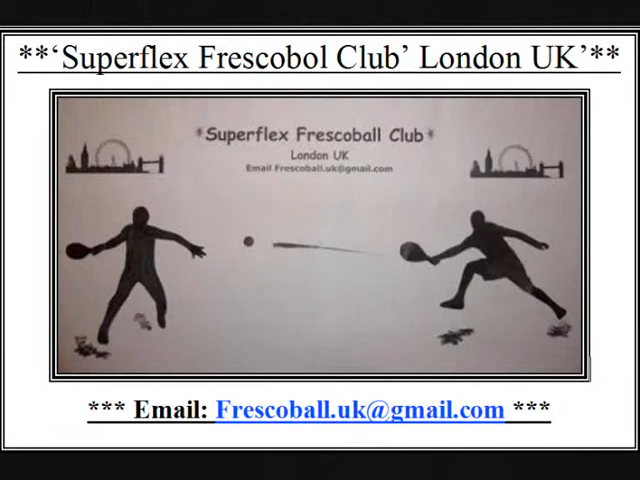 **‘Superflex Frescobol Club’ London UK’**
*Superflex Frescoball Club*
London UK
Email Frescoball.uk@gmail.com
*** Email: Frescoball.uk@gmail.com ***